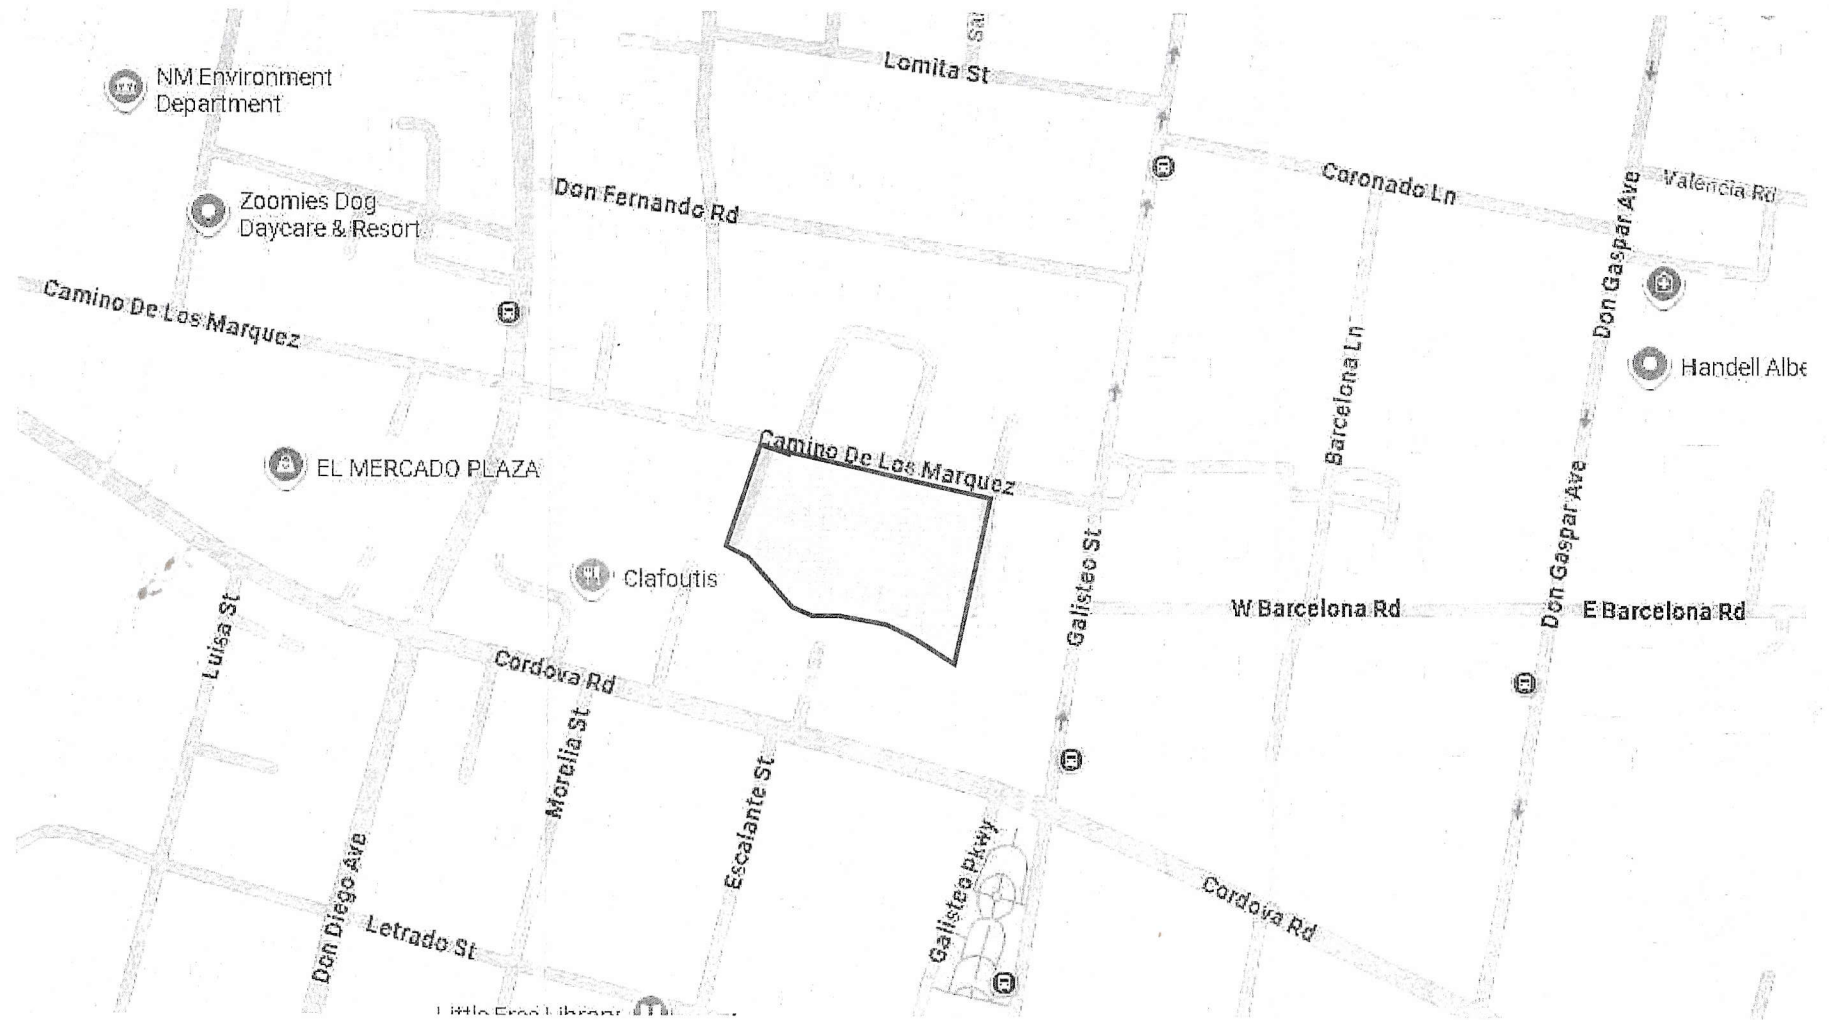 Lomita St
NM Environment
Department
Don Fernando Rd
Coronado Ln
Valencia Rd
Don Gaspar Ave
Zoomies Dog
Daycare & Resort
Camino De Los Marquez
Barcelona Ln
Handell Albe
EL MERCADO PLAZA
Camino De Los Marquez
Don Gaspar Ave
Galisteo St
Clafoutis
W Barcelona Rd
E Barcelona Rd
Luisa St
Cordova Rd
Morelia St
Escalante St
Galisteo Pkwy
Cordova Rd
Don Diego Ave
Letrado St
Little Free Library